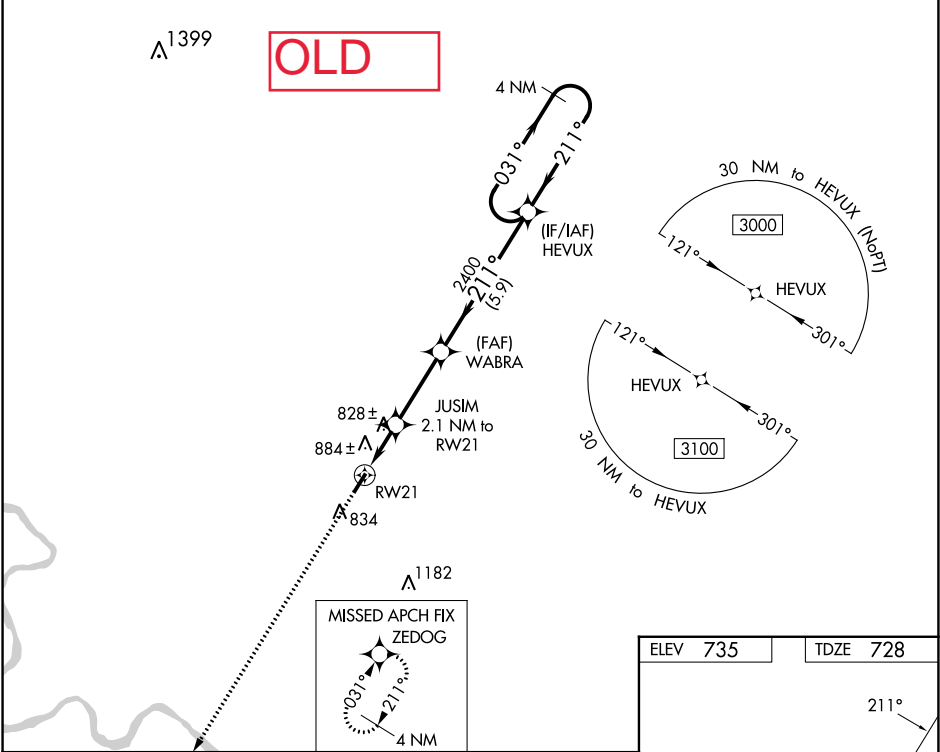 1399
OLD
4 NM
031°
211°
(IF/IAF)
HEVUX
2400
211°
(5.9)
(FAF)
WABRA
828±
JUSIM
2.1 NM to
RW21
884±
RW21
834
30 NM to HEVUX (NoPT)
3000
121°
HEVUX
301°
121°
HEVUX
301°
3100
30 NM to HEVUX
1182
MISSED APCH FIX
ZEDOG
031°
211°
4 NM
ELEV 735
TDZE 728
211°